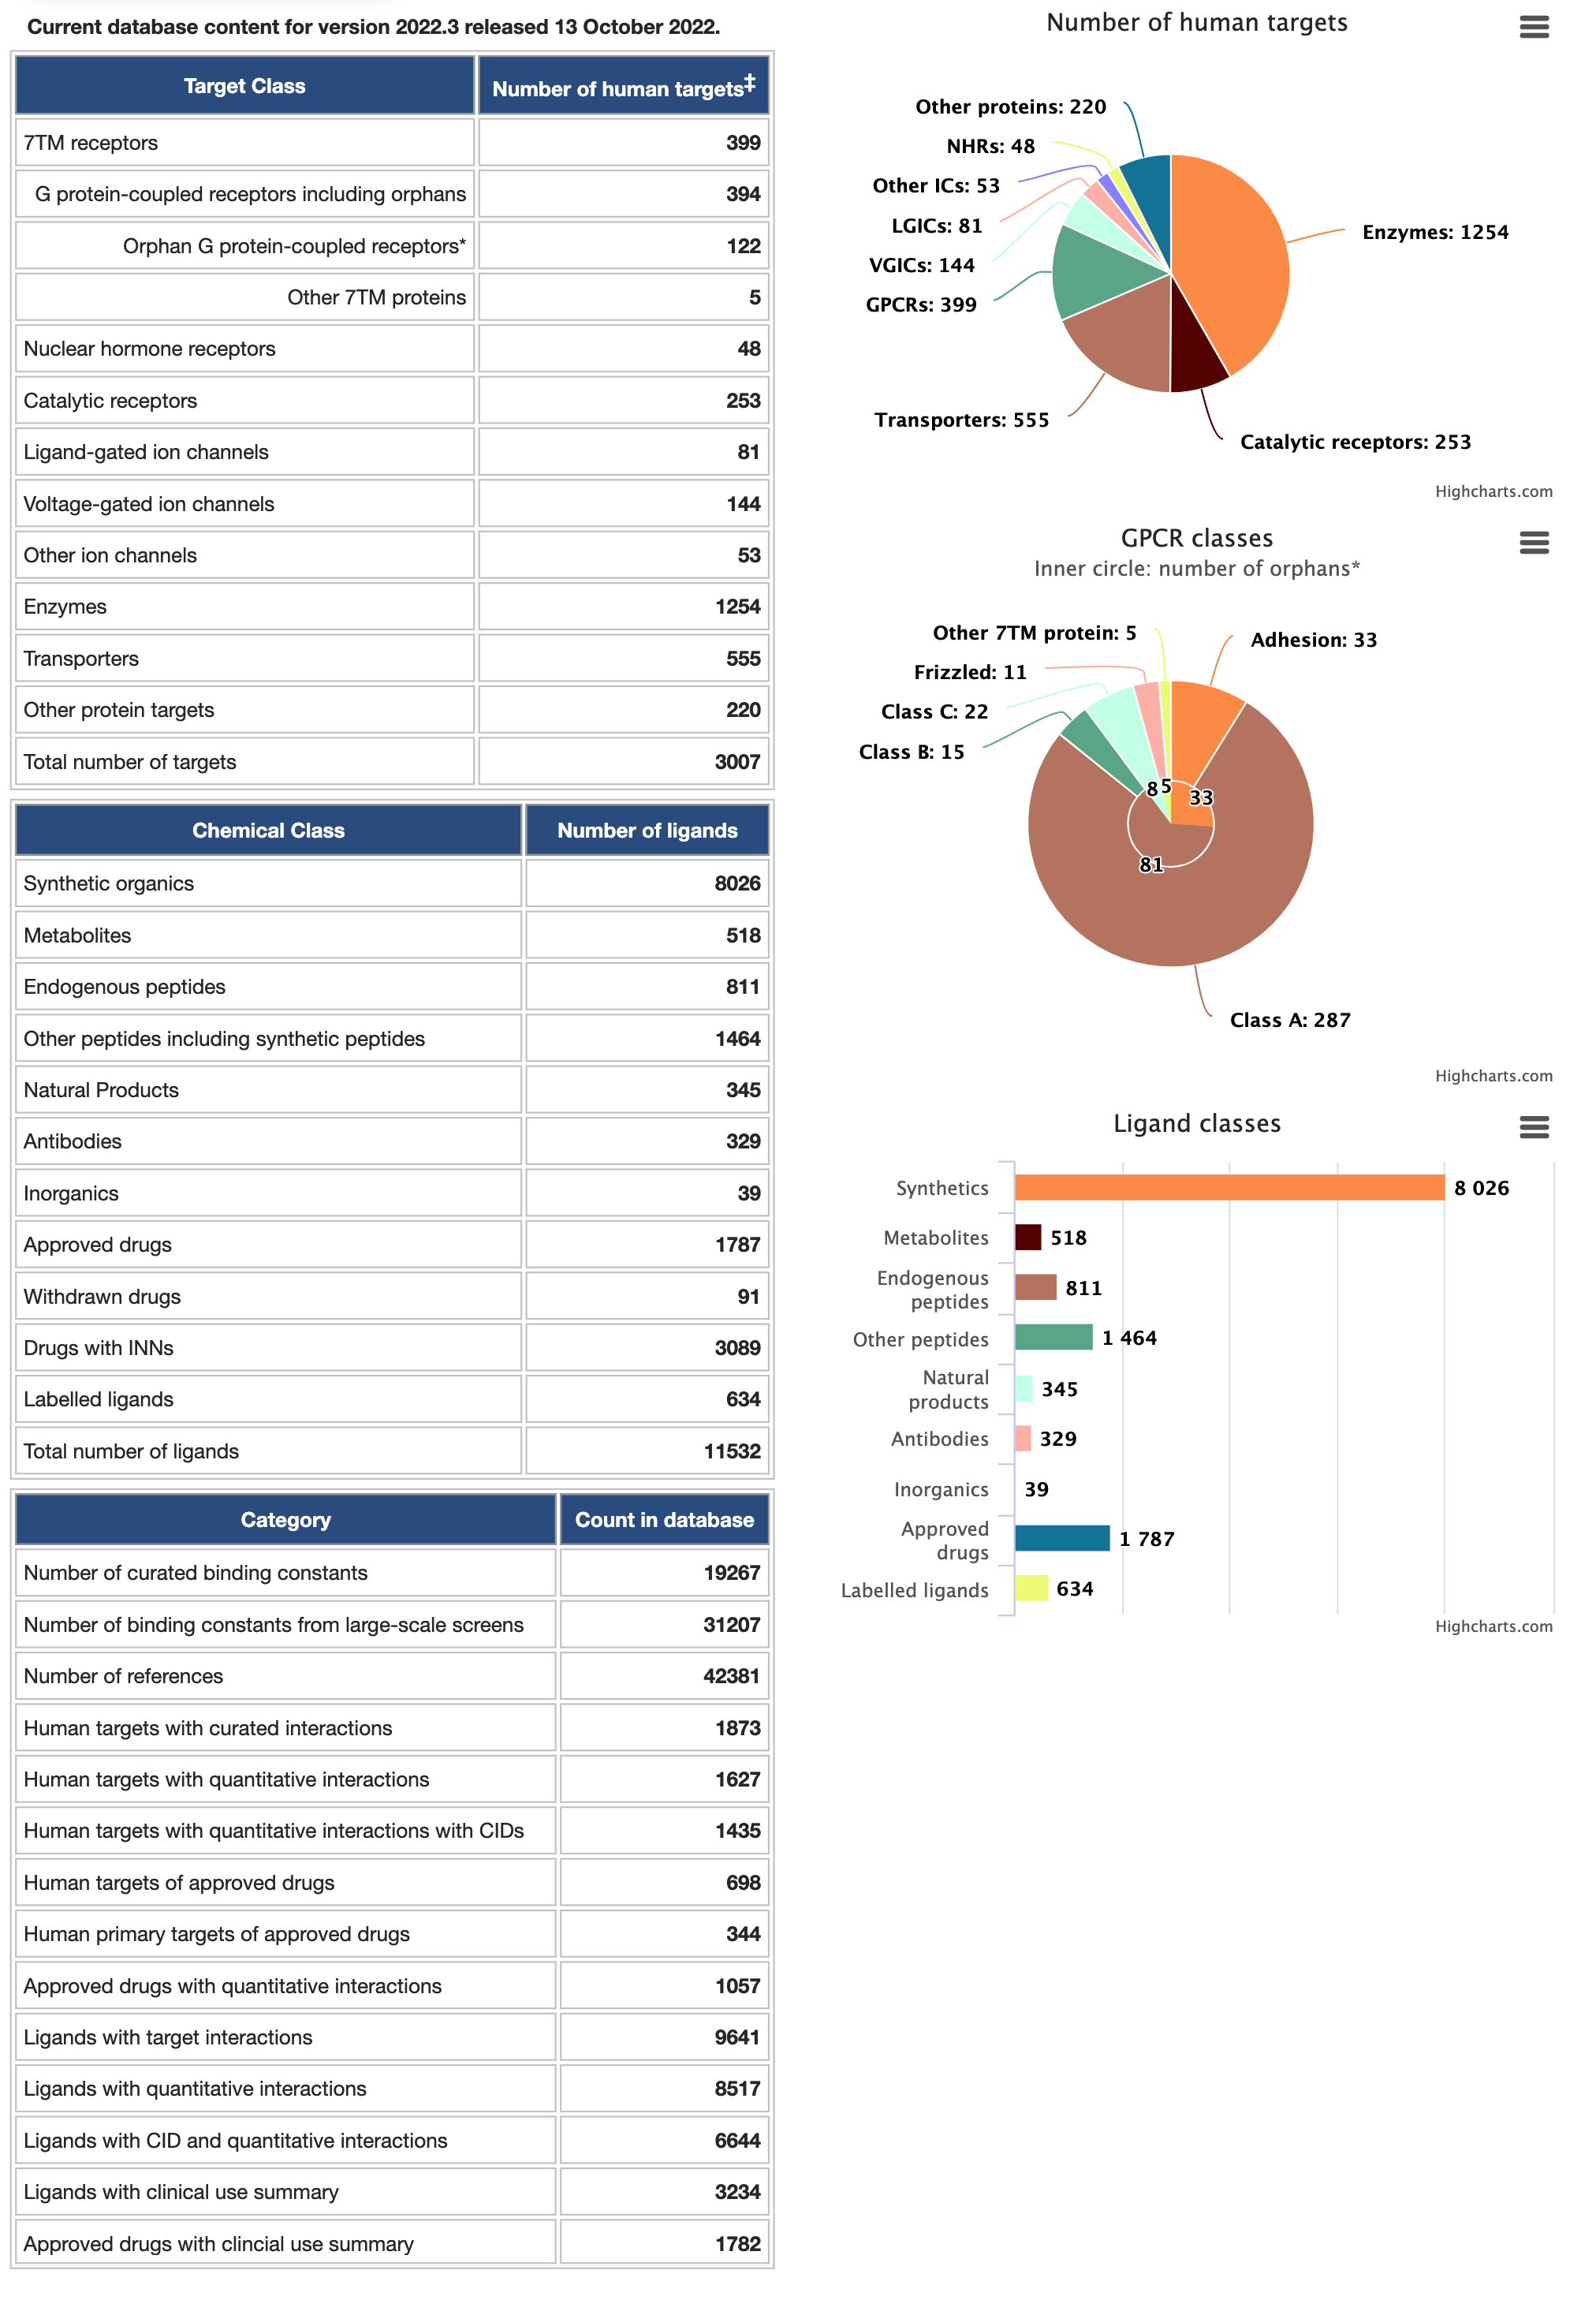 Current database content for version 2022.3 released 13 October 2022.
Target Class Number of human targets‡
7TM receptors 399
G protein-coupled receptors including orphans 394
Orphan G protein-coupled receptors* 122
Other 7TM proteins 5
Nuclear hormone receptors 48
Catalytic receptors 253
Ligand-gated ion channels 81
Voltage-gated ion channels 144
Other ion channels 53
Enzymes 1254
Transporters 555
Other protein targets 220
Total number of targets 3007
Chemical Class Number of ligands
Synthetic organics 8026
Metabolites 518
Endogenous peptides 811
Other peptides including synthetic peptides 1464
Natural Products 345
Antibodies 329
Inorganics 39
Approved drugs 1787
Withdrawn drugs 91
Drugs with INNs 3089
Labelled ligands 634
Total number of ligands 11532
Category Count in database
Number of curated binding constants 19267
Number of binding constants from large-scale screens 31207
Number of references 42381
Human targets with curated interactions 1873
Human targets with quantitative interactions 1627
Human targets with quantitative interactions with CIDs 1435
Human targets of approved drugs 698
Human primary targets of approved drugs 344
Approved drugs with quantitative interactions 1057
Ligands with target interactions 9641
Ligands with quantitative interactions 8517
Ligands with CID and quantitative interactions 6644
Ligands with clinical use summary 3234
Approved drugs with clincial use summary 1782
Number of human targets
Other proteins: 220
NHRs: 48
Other ICs: 53
LGICs: 81
Enzymes: 1254
VGICs: 144
GPCRs: 399
Transporters: 555
Catalytic receptors: 253
Highcharts.com
GPCR classes
Inner circle: number of orphans*
Other 7TM protein: 5
Adhesion: 33
Frizzled: 11
Class C: 22
Class B: 15
8 5 33
81
Class A: 287
Highcharts.com
Ligand classes
Synthetics 8 026
Metabolites 518
Endogenous
peptides 811
Other peptides 1 464
Natural
products 345
Antibodies 329
Inorganics 39
Approved
drugs 1 787
Labelled ligands 634
Highcharts.com